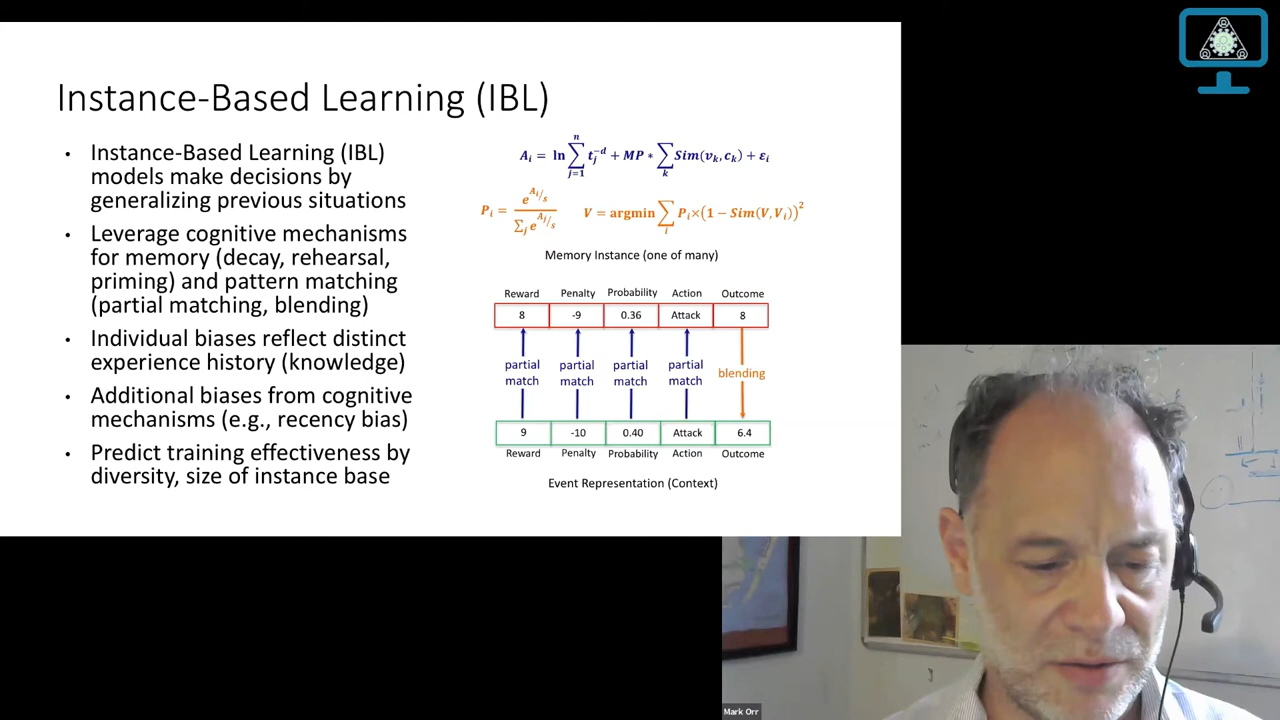 Instance-Based Learning (IBL)
• Instance-Based Learning (IBL)
models make decisions by
generalizing previous situations
• Leverage cognitive mechanisms
for memory (decay, rehearsal,
priming) and pattern matching
(partial matching, blending)
• Individual biases reflect distinct
experience history (knowledge)
• Additional biases from cognitive
mechanisms (e.g., recency bias)
• Predict training effectiveness by
diversity, size of instance base
A_i = ln ∑_{j=1}^{n} t_j^{-d} + MP * ∑_k Sim(v_k, c_k) + ε_i
P_i = e^{A_i/s} / ∑_j e^{A_j/s}  V = argmin ∑_i P_i × (1 − Sim(V, V_i))^2
Memory Instance (one of many)
Reward Penalty Probability Action Outcome
8 -9 0.36 Attack 8
partial partial partial partial blending
match match match match
9 -10 0.40 Attack 6.4
Reward Penalty Probability Action Outcome
Event Representation (Context)
Mark Orr